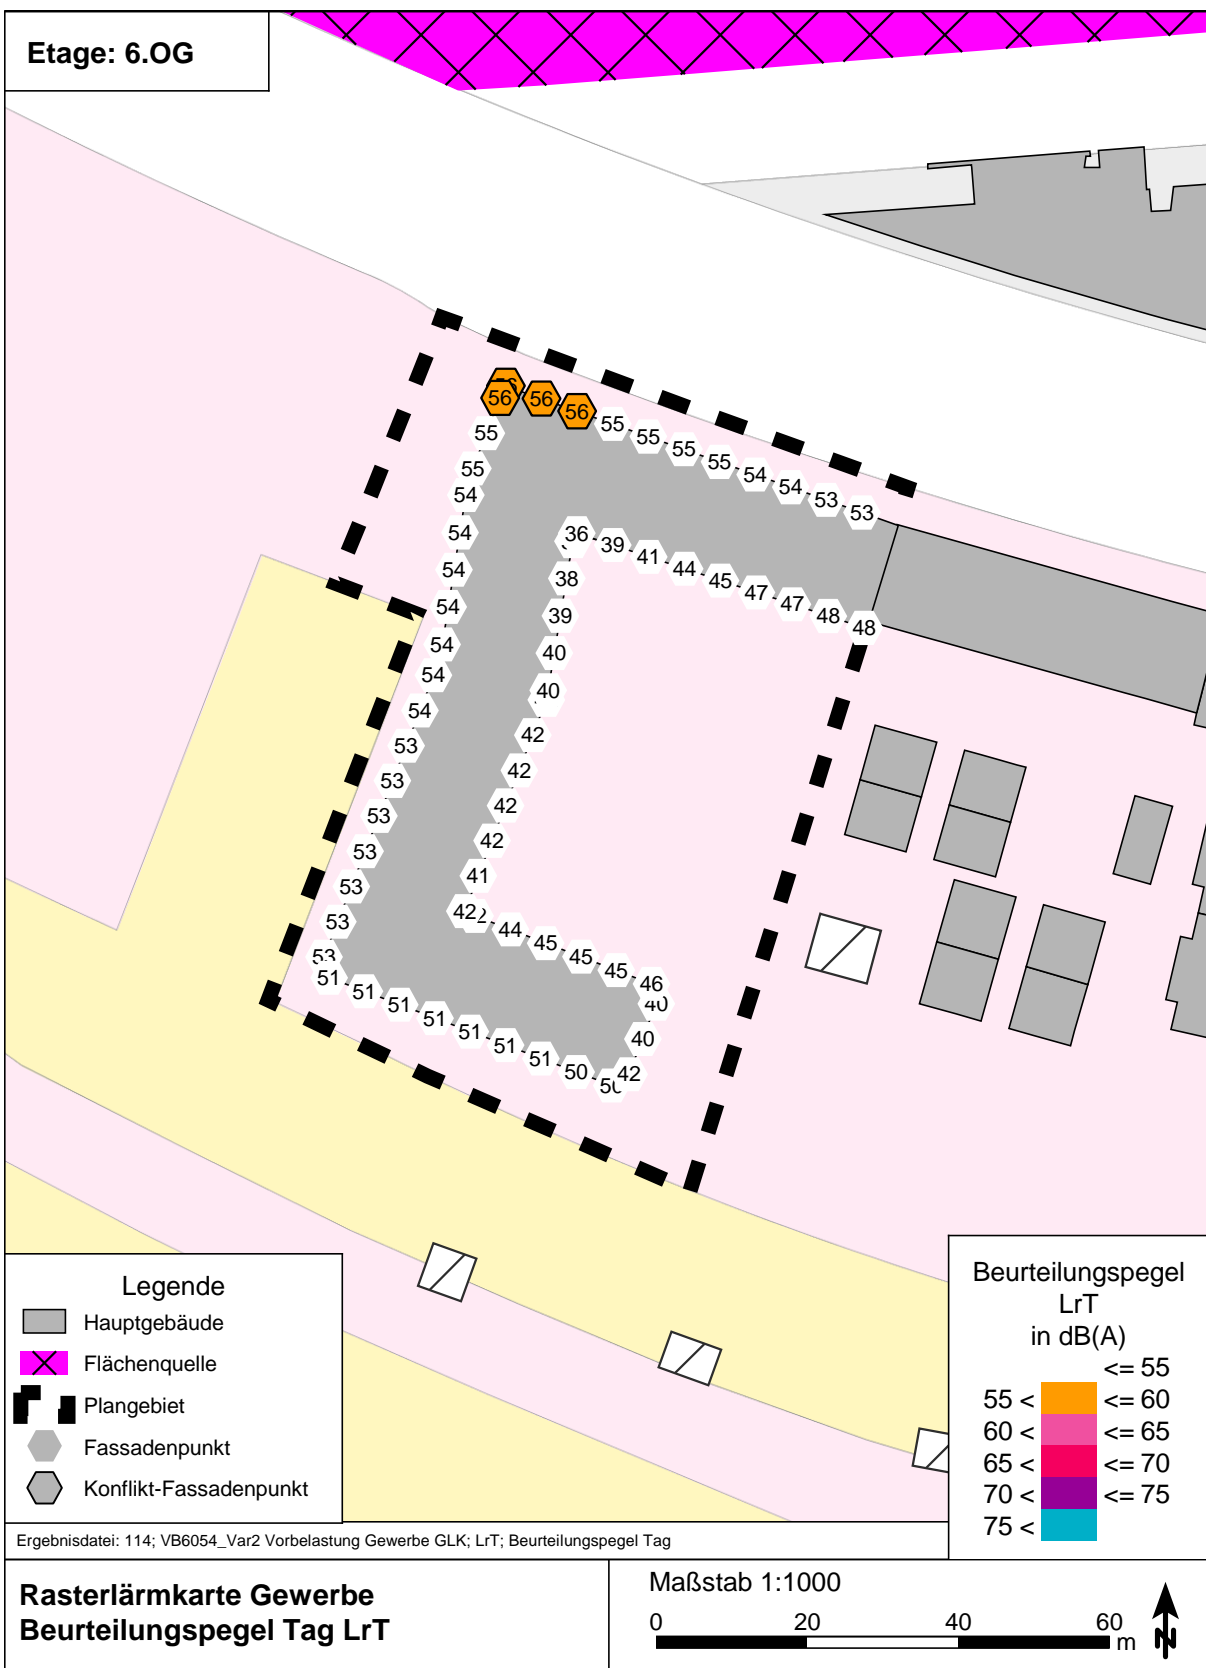 Etage: 6.OG
56
56 56 56 55 55 55 55 54 54 53 53
55
55
54
54
54
54
54
54
54
53
53
53
53
53
53
53
36 39 41 44 45 47 47 48 48
38
39
40
40
42
42
42
42
41
42 44 45 45 45 46
40
40
42
51 51 51 51 51 51 51 50
Legende
Hauptgebäude
Flächenquelle
Plangebiet
Fassadenpunkt
Konflikt-Fassadenpunkt
Beurteilungspegel
LrT
in dB(A)
<= 55
55 < <= 60
60 < <= 65
65 < <= 70
70 < <= 75
75 <
Ergebnisdatei: 114; VB6054_Var2 Vorbelastung Gewerbe GLK; LrT; Beurteilungspegel Tag
Rasterlärmkarte Gewerbe
Beurteilungspegel Tag LrT
Maßstab 1:1000
0 20 40 60
m
N